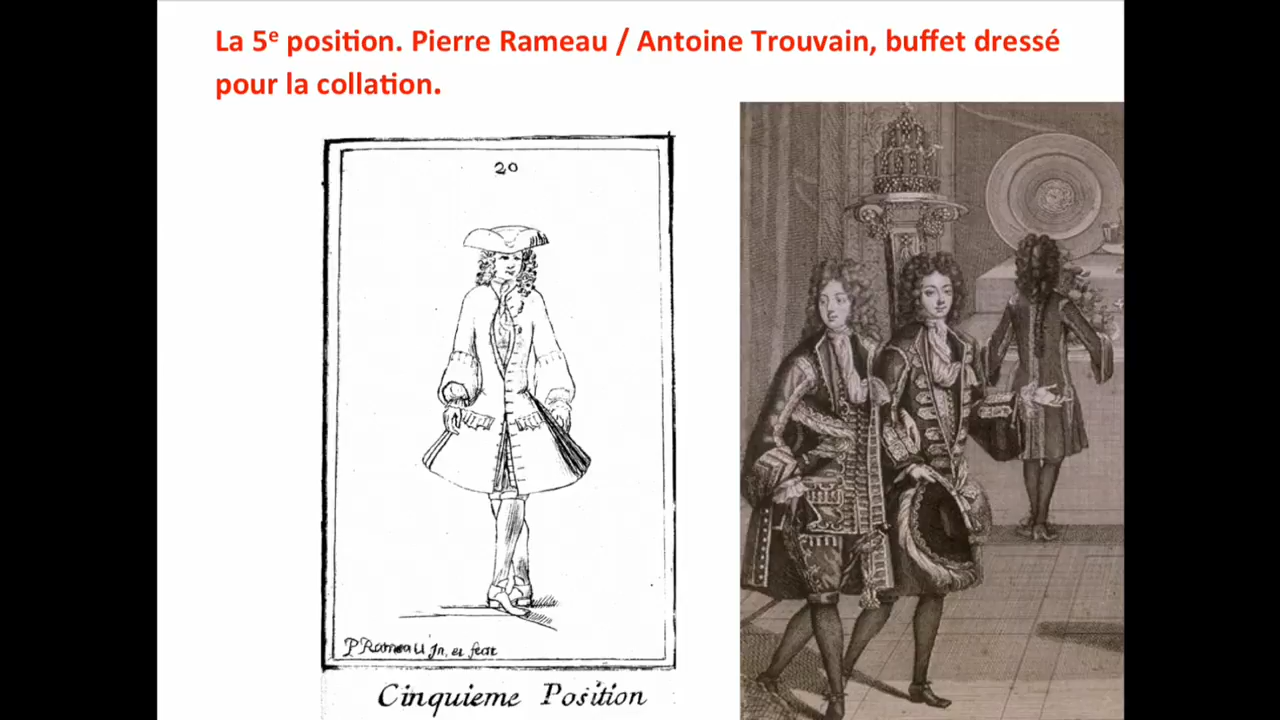 La 5e position. Pierre Rameau / Antoine Trouvain, buffet dressé
pour la collation.
20
P Rameau In. et fecit
Cinquieme Position